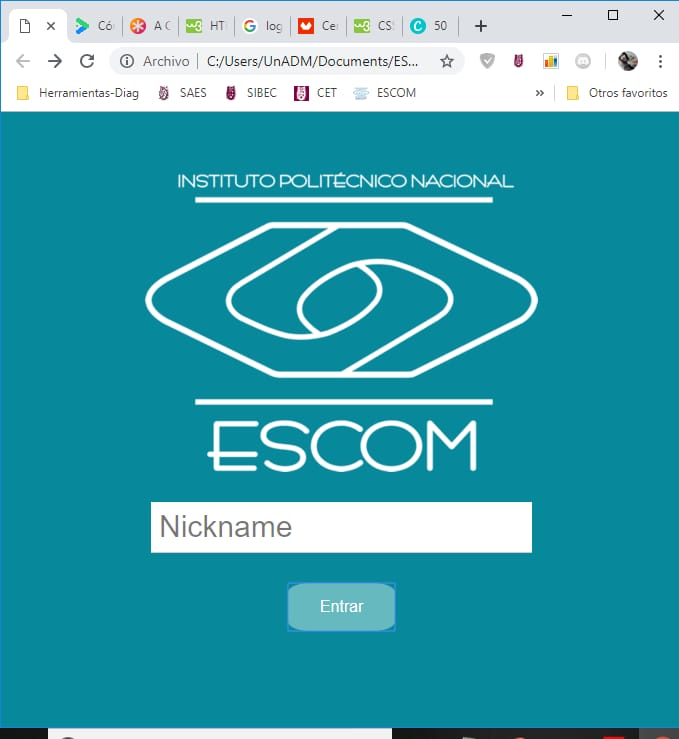 Có
A C
HT
log
Cer
CS
50
Archivo C:/Users/UnADM/Documents/ES...
Herramientas-Diag SAES SIBEC CET ESCOM » Otros favoritos
INSTITUTO POLITÉCNICO NACIONAL
ESCOM
Nickname
Entrar